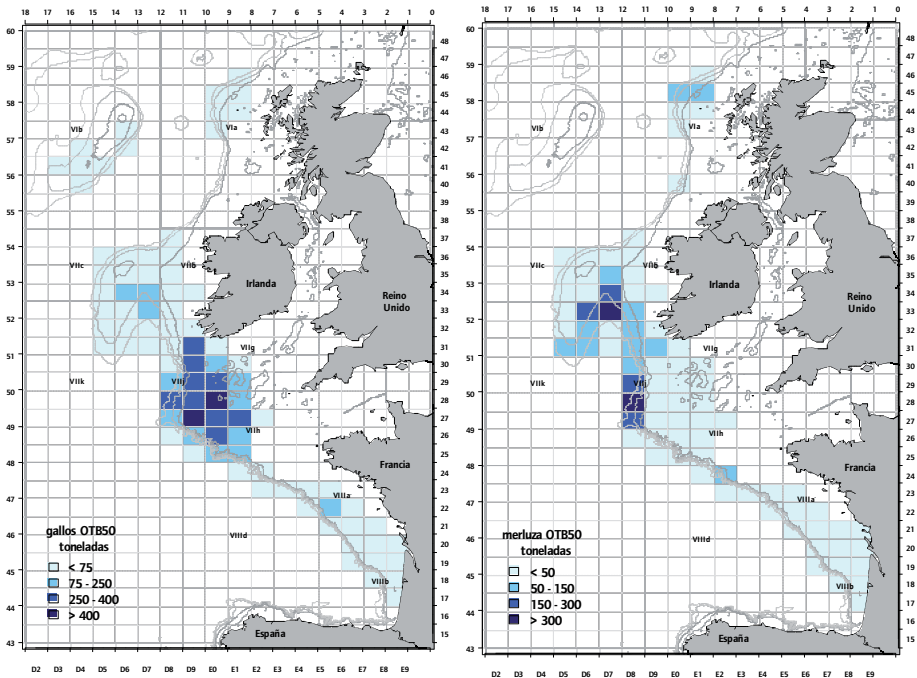 18 17 16 15 14 13 12 11 10 9 8 7 6 5 4 3 2 1 0
60
59
58
57
56
55
54
53
52
51
50
49
48
47
46
45
44
43
48
47
46
45
44
43
42
41
40
39
38
37
36
35
34
33
32
31
30
29
28
27
26
25
24
23
22
21
20
19
18
17
16
15
VIb
VIa
VIIc
VIIb
Irlanda
Reino
Unido
VIIg
VIIk
VIIj
VIIh
Francia
VIIIa
VIIId
VIIIb
España
gallos OTB50
toneladas
< 75
75 - 250
250 - 400
> 400
D2 D3 D4 D5 D6 D7 D8 D9 E0 E1 E2 E3 E4 E5 E6 E7 E8 E9
18 17 16 15 14 13 12 11 10 9 8 7 6 5 4 3 2 1 0
60
59
58
57
56
55
54
53
52
51
50
49
48
47
46
45
44
43
48
47
46
45
44
43
42
41
40
39
38
37
36
35
34
33
32
31
30
29
28
27
26
25
24
23
22
21
20
19
18
17
16
15
VIb
VIa
VIIc
VIIb
Irlanda
Reino
Unido
VIIg
VIIk
VIIj
VIIh
Francia
VIIIa
VIIId
VIIIb
España
merluza OTB50
toneladas
< 50
50 - 150
150 - 300
> 300
D2 D3 D4 D5 D6 D7 D8 D9 E0 E1 E2 E3 E4 E5 E6 E7 E8 E9